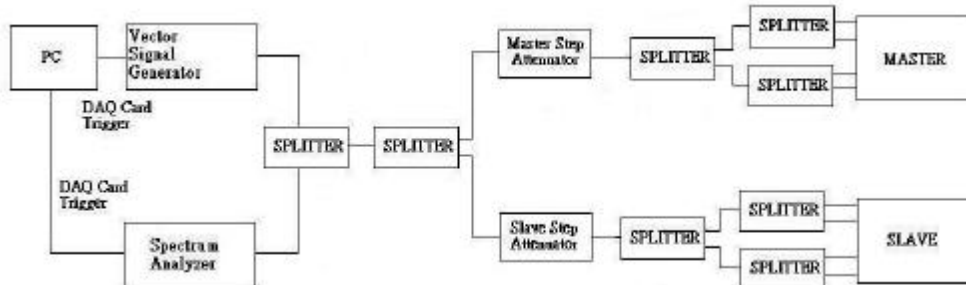 PC
Vector
Signal
Generator
DAQ Card
Trigger
DAQ Card
Trigger
Spectrum
Analyzer
SPLITTER
SPLITTER
Master Step
Attenuator
SPLITTER
SPLITTER
SPLITTER
MASTER
Slave Step
Attenuator
SPLITTER
SPLITTER
SPLITTER
SLAVE